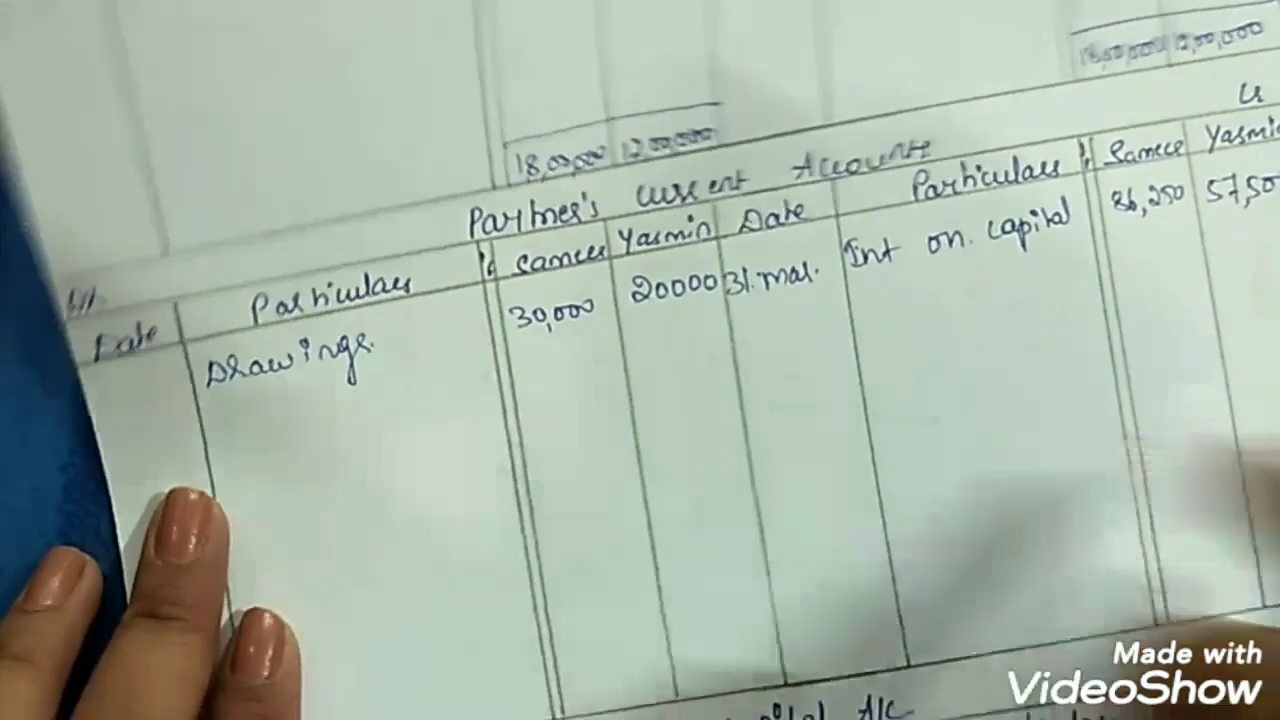 18,00,000 12,00,000
18,00,000 12,00,000
Partner's Current Accounts
Date Particulars Sameer Yasmin Date Particulars Sameer Yasmin
Drawings. 30,000 20000 31. mar. Int on. capital 86,250 57,50
A/C
Made with
VideoShow